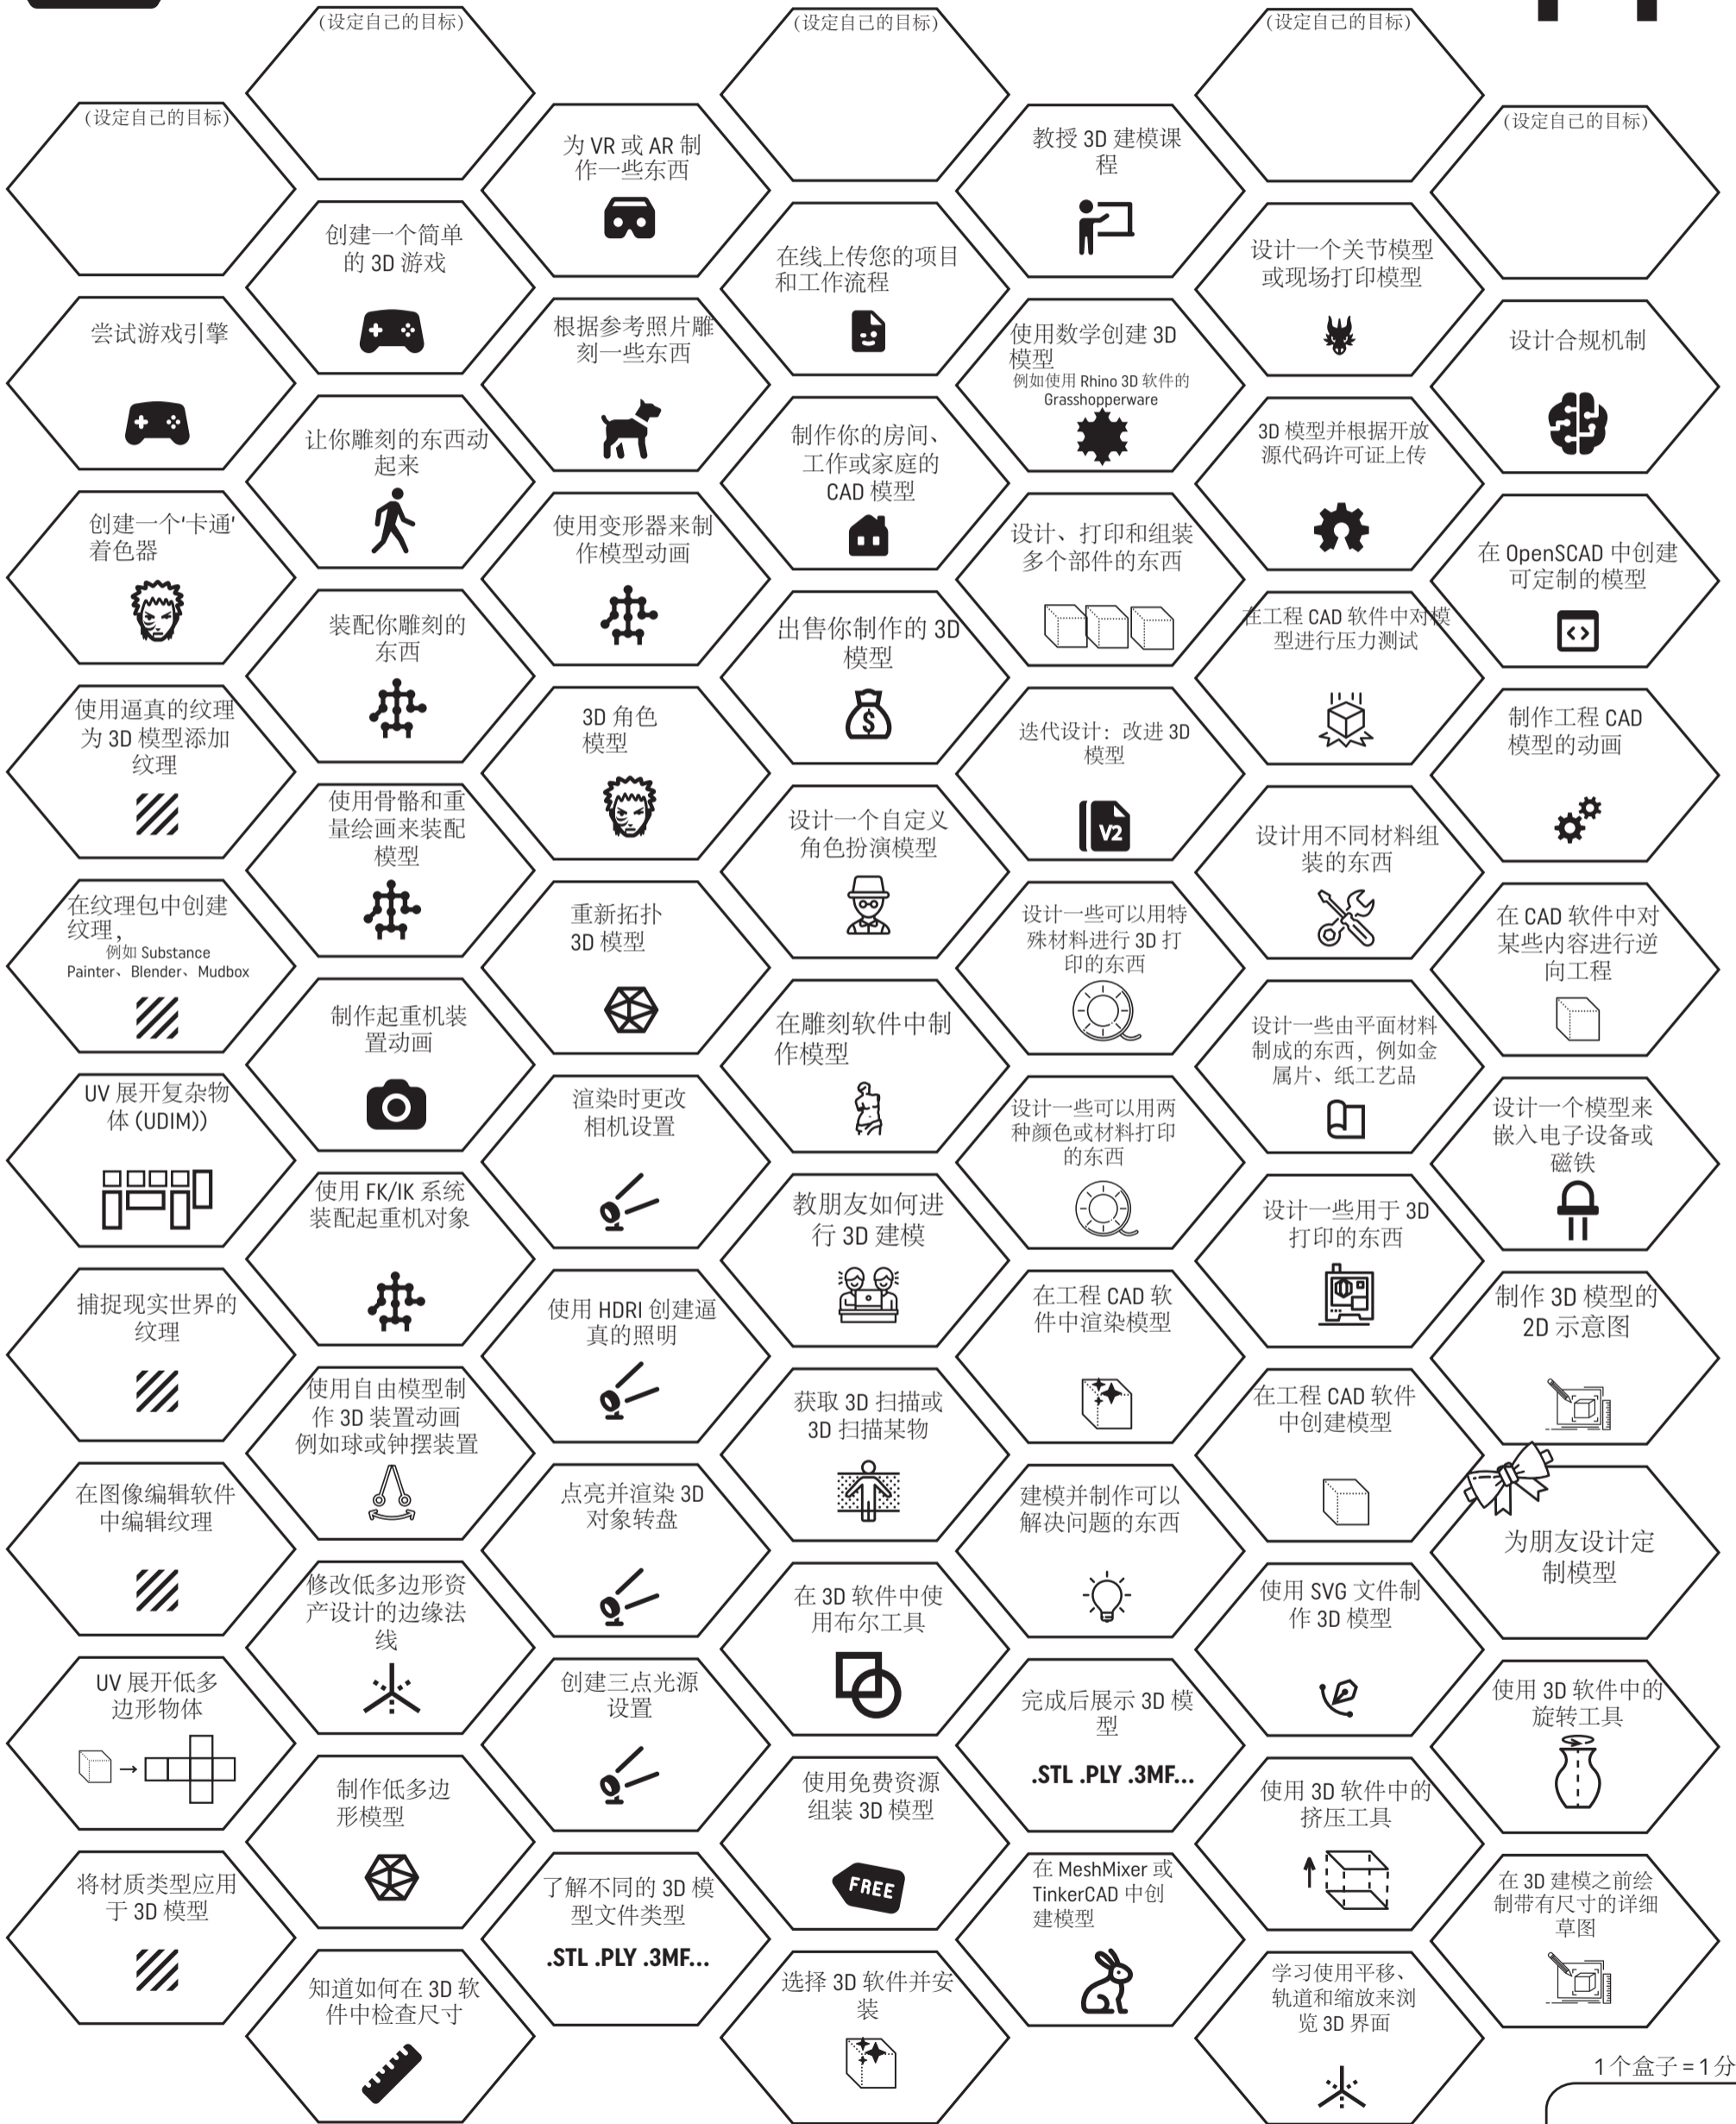 (设定自己的目标)
(设定自己的目标)
(设定自己的目标)
(设定自己的目标)
为 VR 或 AR 制
作一些东西
教授 3D 建模课
程
(设定自己的目标)
创建一个简单
的 3D 游戏
在线上传您的项目
和工作流程
设计一个关节模型
或现场打印模型
尝试游戏引擎
根据参考照片雕
刻一些东西
使用数学创建 3D
模型
例如使用 Rhino 3D 软件的
Grasshopperware
设计合规机制
让你雕刻的东西动
起来
制作你的房间、
工作或家庭的
CAD 模型
3D 模型并根据开放
源代码许可证上传
创建一个'卡通'
着色器
使用变形器来制
作模型动画
设计、打印和组装
多个部件的东西
在 OpenSCAD 中创建
可定制的模型
装配你雕刻的
东西
出售你制作的 3D
模型
$
在工程 CAD 软件中对模
型进行压力测试
使用逼真的纹理
为 3D 模型添加
纹理
3D 角色
模型
迭代设计：改进 3D
模型
V2
制作工程 CAD
模型的动画
使用骨骼和重
量绘画来装配
模型
设计一个自定义
角色扮演模型
设计用不同材料组
装的东西
在纹理包中创建
纹理，
例如 Substance
Painter、Blender、Mudbox
重新拓扑
3D 模型
设计一些可以用特
殊材料进行 3D 打
印的东西
在 CAD 软件中对
某些内容进行逆
向工程
制作起重机装
置动画
在雕刻软件中制
作模型
设计一些由平面材料
制成的东西，例如金
属片、纸工艺品
UV 展开复杂物
体 (UDIM))
渲染时更改
相机设置
设计一些可以用两
种颜色或材料打印
的东西
设计一个模型来
嵌入电子设备或
磁铁
使用 FK/IK 系统
装配起重机对象
教朋友如何进
行 3D 建模
设计一些用于 3D
打印的东西
捕捉现实世界的
纹理
使用 HDRI 创建逼
真的照明
在工程 CAD 软
件中渲染模型
制作 3D 模型的
2D 示意图
使用自由模型制
作 3D 装置动画
例如球或钟摆装置
获取 3D 扫描或
3D 扫描某物
在工程 CAD 软件
中创建模型
在图像编辑软件
中编辑纹理
点亮并渲染 3D
对象转盘
建模并制作可以
解决问题的东西
为朋友设计定
制模型
修改低多边形资
产设计的边缘法
线
在 3D 软件中使
用布尔工具
使用 SVG 文件制
作 3D 模型
UV 展开低多
边形物体
创建三点光源
设置
完成后展示 3D 模
型
.STL .PLY .3MF...
使用 3D 软件中的
旋转工具
制作低多边
形模型
使用免费资源
组装 3D 模型
FREE
使用 3D 软件中的
挤压工具
将材质类型应用
于 3D 模型
了解不同的 3D 模
型文件类型
.STL .PLY .3MF...
在 MeshMixer 或
TinkerCAD 中创
建模型
在 3D 建模之前绘
制带有尺寸的详细
草图
知道如何在 3D 软
件中检查尺寸
选择 3D 软件并安
装
学习使用平移、
轨道和缩放来浏
览 3D 界面
1个盒子=1分